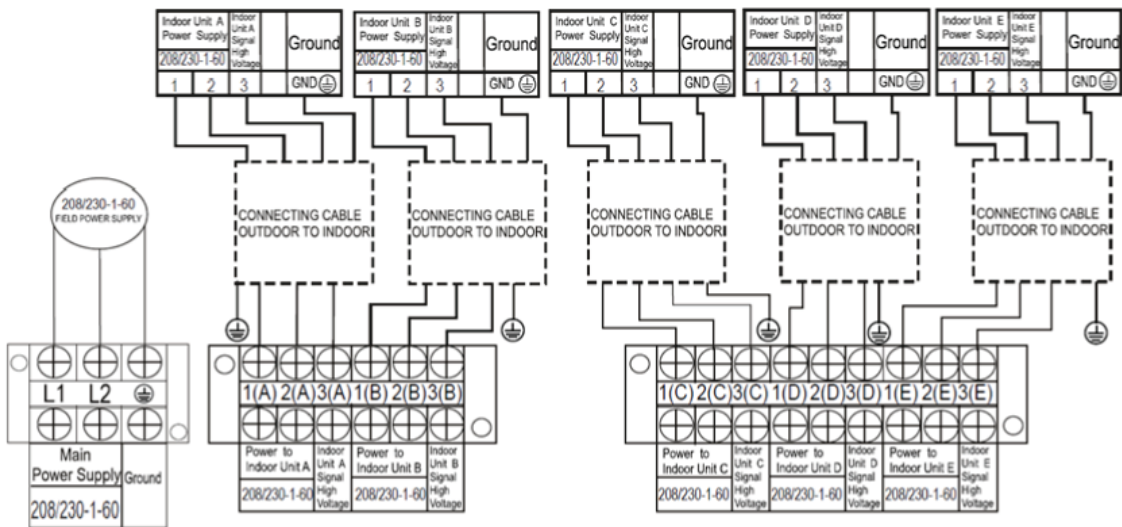 Indoor Unit A
Power Supply
208/230-1-60
Indoor
Unit A
Signal
High
Voltage
Ground
1 2 3 GND
Indoor Unit B
Power Supply
208/230-1-60
Indoor
Unit B
Signal
High
Voltage
Ground
1 2 3 GND
Indoor Unit C
Power Supply
208/230-1-60
Indoor
Unit C
Signal
High
Voltage
Ground
1 2 3 GND
Indoor Unit D
Power Supply
208/230-1-60
Indoor
Unit D
Signal
High
Voltage
Ground
1 2 3 GND
Indoor Unit E
Power Supply
208/230-1-60
Indoor
Unit E
Signal
High
Voltage
Ground
1 2 3 GND
208/230-1-60
FIELD POWER SUPPLY
CONNECTING CABLE
OUTDOOR TO INDOOR
CONNECTING CABLE
OUTDOOR TO INDOOR
CONNECTING CABLE
OUTDOOR TO INDOOR
CONNECTING CABLE
OUTDOOR TO INDOOR
CONNECTING CABLE
OUTDOOR TO INDOOR
L1 L2
Main
Power Supply
208/230-1-60
Ground
1(A) 2(A) 3(A) 1(B) 2(B) 3(B)
Power to
Indoor Unit A
208/230-1-60
Indoor
Unit A
Signal
High
Voltage
Power to
Indoor Unit B
208/230-1-60
Indoor
Unit B
Signal
High
Voltage
1(C) 2(C) 3(C) 1(D) 2(D) 3(D) 1(E) 2(E) 3(E)
Power to
Indoor Unit C
208/230-1-60
Indoor
Unit C
Signal
High
Voltage
Power to
Indoor Unit D
208/230-1-60
Indoor
Unit D
Signal
High
Voltage
Power to
Indoor Unit E
208/230-1-60
Indoor
Unit E
Signal
High
Voltage